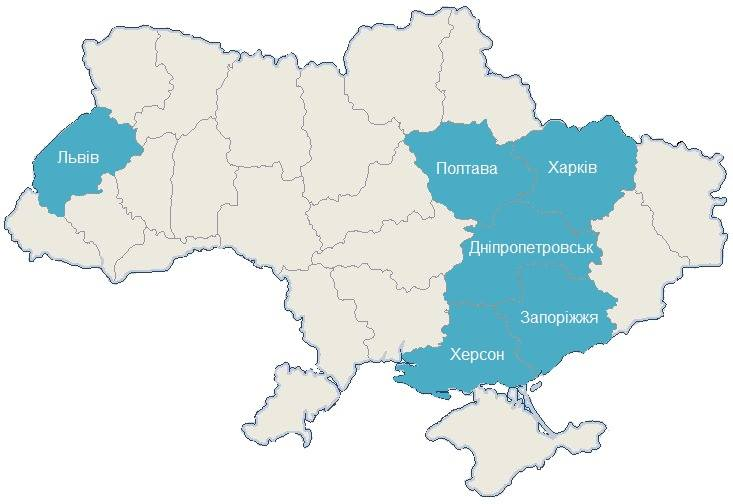 Львів
Полтава
Харків
Дніпропетровськ
Запоріжжя
Херсон